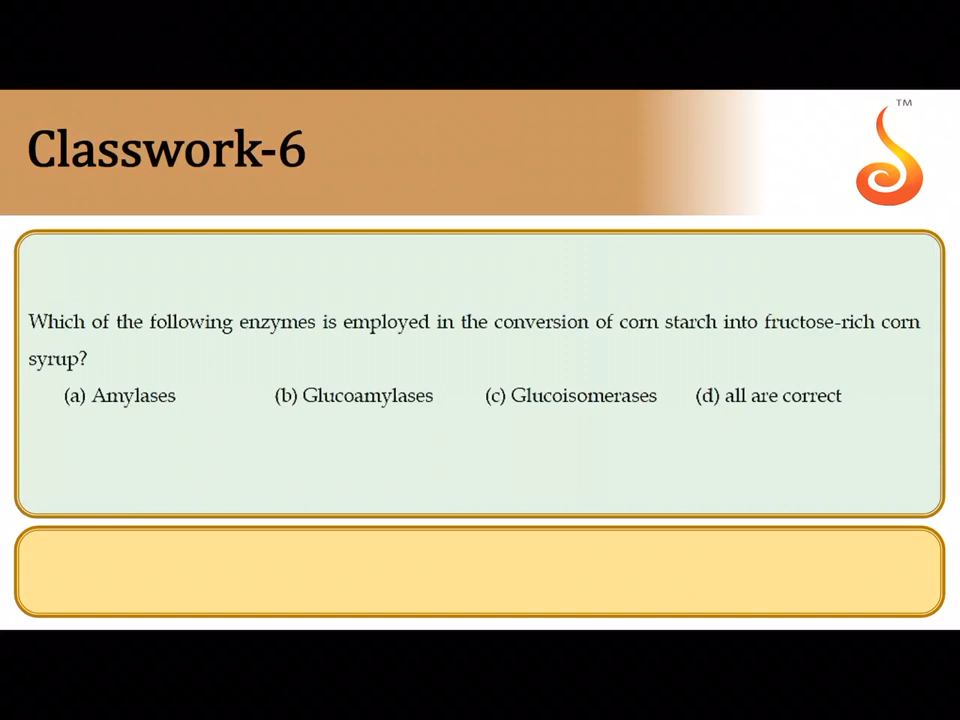 Classwork-6
TM
Which of the following enzymes is employed in the conversion of corn starch into fructose-rich corn
syrup?
(a) Amylases (b) Glucoamylases (c) Glucoisomerases (d) all are correct